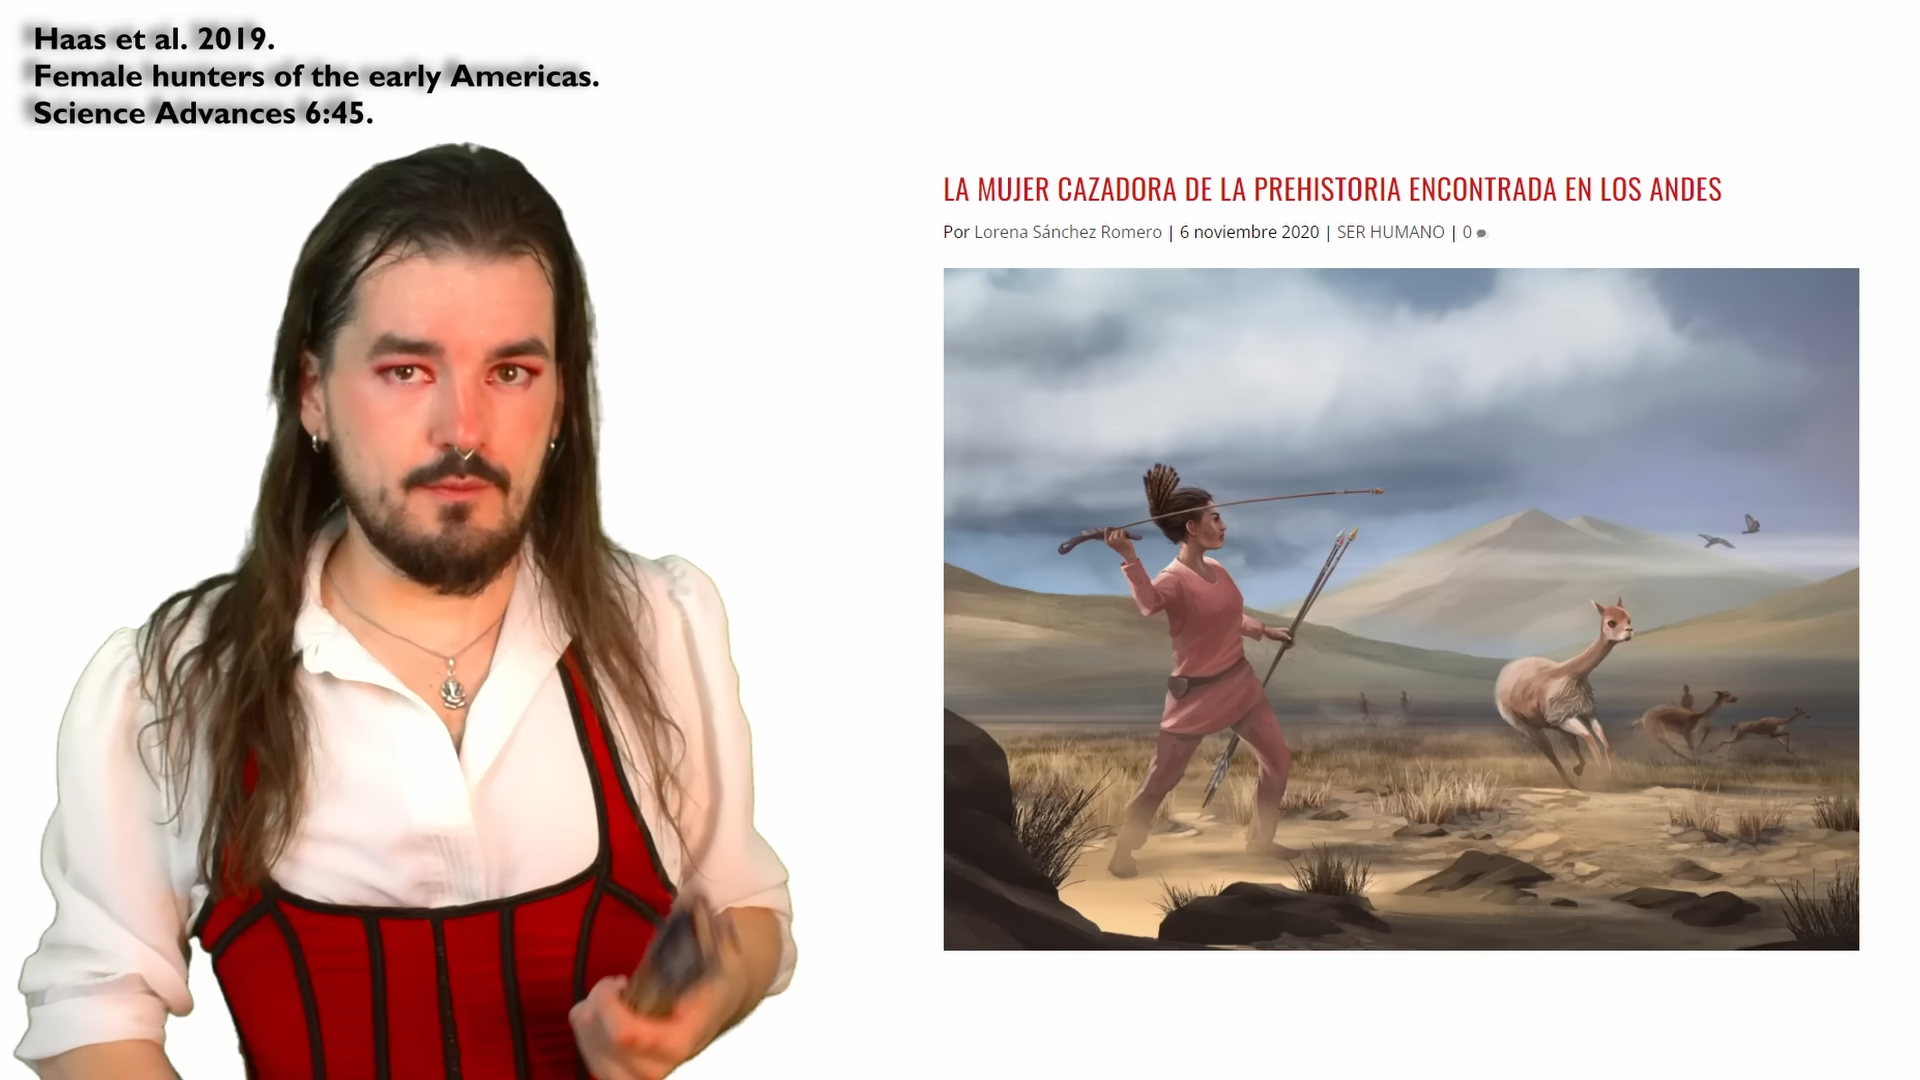 Haas et al. 2019.
Female hunters of the early Americas.
Science Advances 6:45.
LA MUJER CAZADORA DE LA PREHISTORIA ENCONTRADA EN LOS ANDES
Por Lorena Sánchez Romero | 6 noviembre 2020 | SER HUMANO | 0